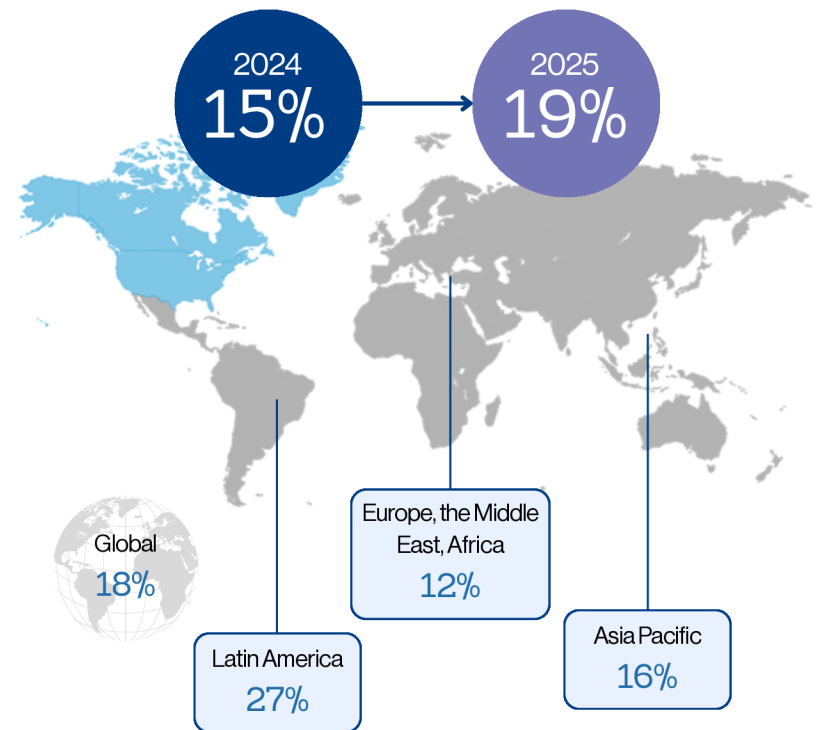 2024
15%
2025
19%
Global
18%
Latin America
27%
Europe, the Middle
East, Africa
12%
Asia Pacific
16%